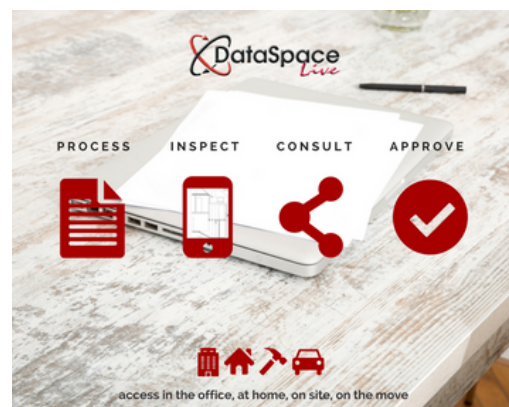 DataSpace
Live
PROCESS INSPECT CONSULT APPROVE
access in the office, at home, on site, on the move